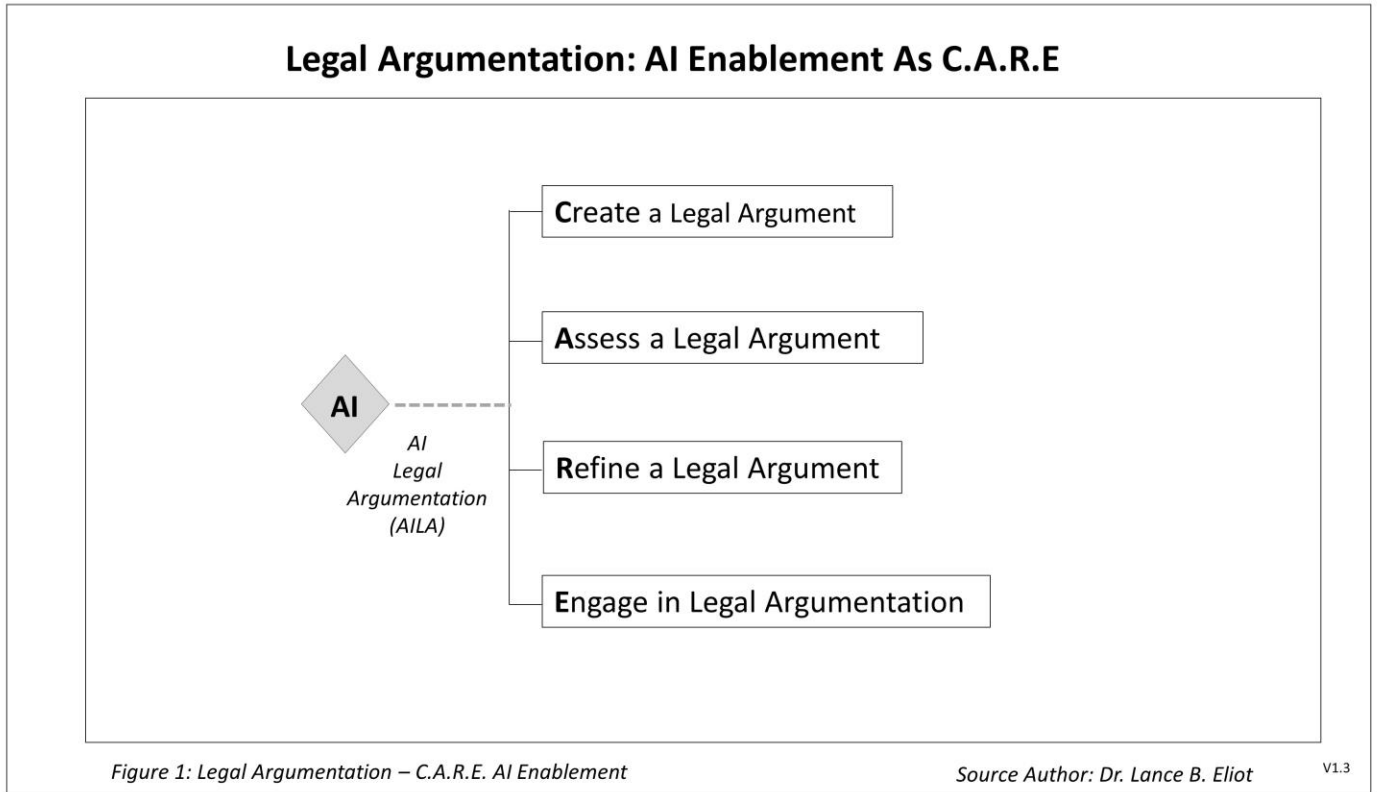 Legal Argumentation: AI Enablement As C.A.R.E
Create a Legal Argument
Assess a Legal Argument
AI
AI
Legal
Argumentation
(AILA)
Refine a Legal Argument
Engage in Legal Argumentation
Figure 1: Legal Argumentation – C.A.R.E. AI Enablement
Source Author: Dr. Lance B. Eliot
V1.3